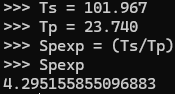 >>> Ts = 101.967
>>> Tp = 23.740
>>> Spexp = (Ts/Tp)
>>> Spexp
4.295155855096883